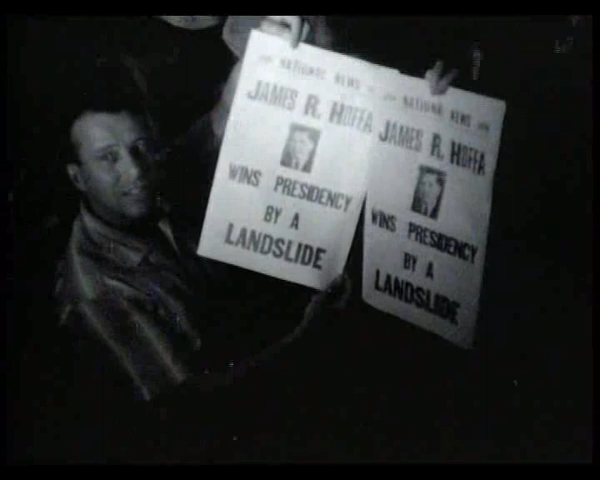 NATIONAL NEWS
JAMES R. HOFFA
WINS PRESIDENCY
BY A
LANDSLIDE
NATIONAL NEWS
JAMES R. HOFFA
WINS PRESIDENCY
BY A
LANDSLIDE